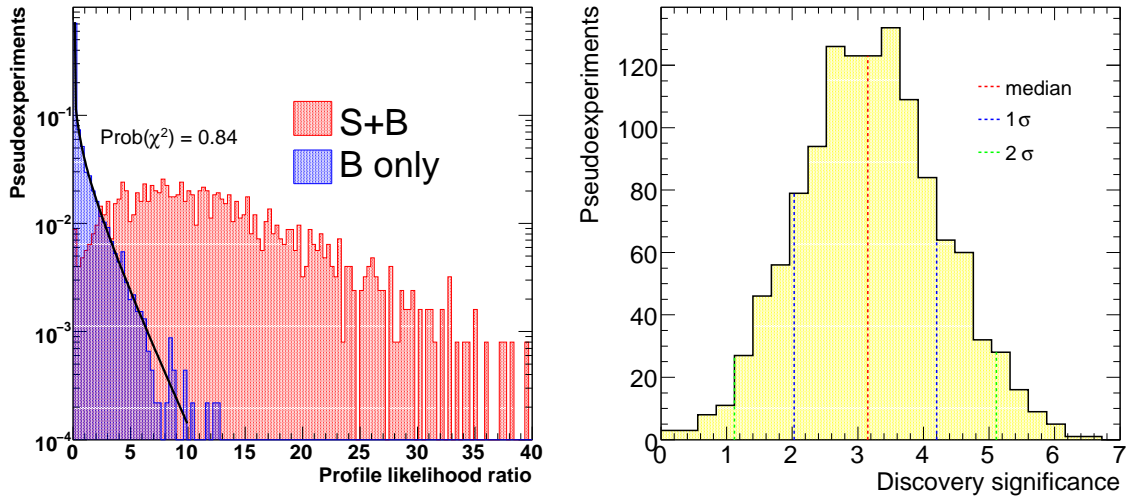 Pseudoexperiments
1
10⁻¹
10⁻²
10⁻³
10⁻⁴
Prob(χ²) = 0.84
S+B
B only
0 5 10 15 20 25 30 35 40
Profile likelihood ratio
Pseudoexperiments
120
100
80
60
40
20
0
median
1σ
2 σ
0 1 2 3 4 5 6 7
Discovery significance